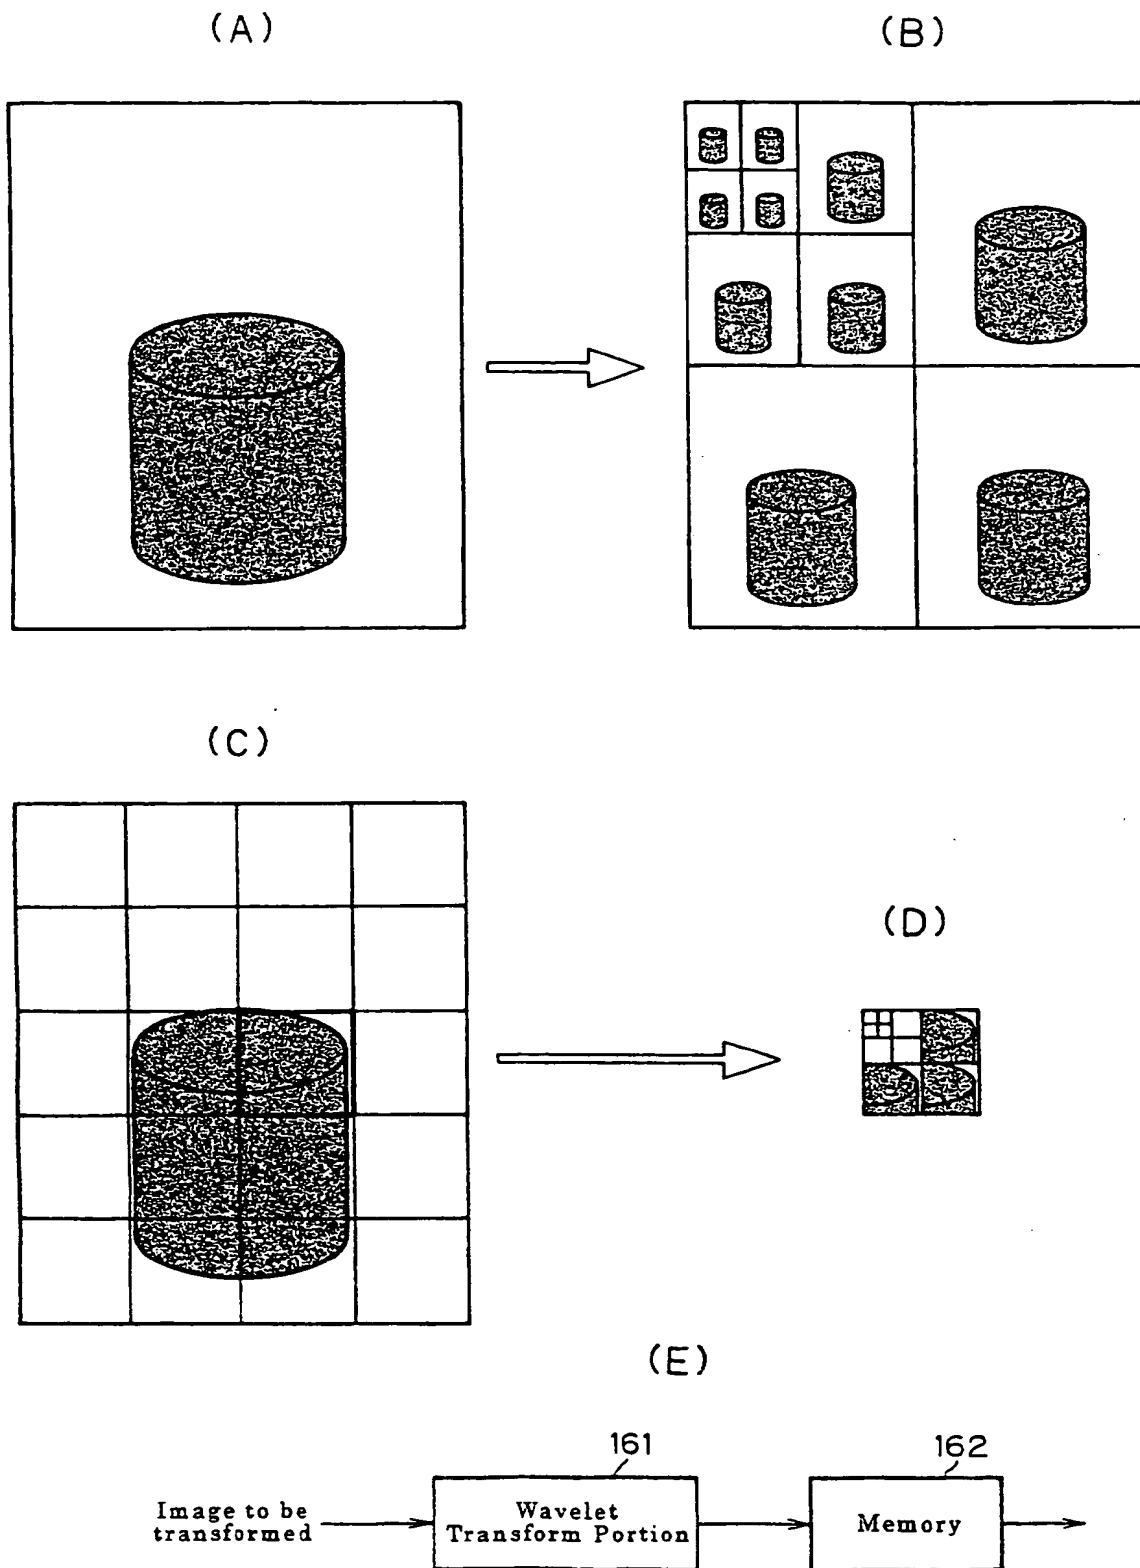 (A)
(B)
(C)
(D)
(E)
161
162
Image to be
transformed
Wavelet
Transform Portion
Memory